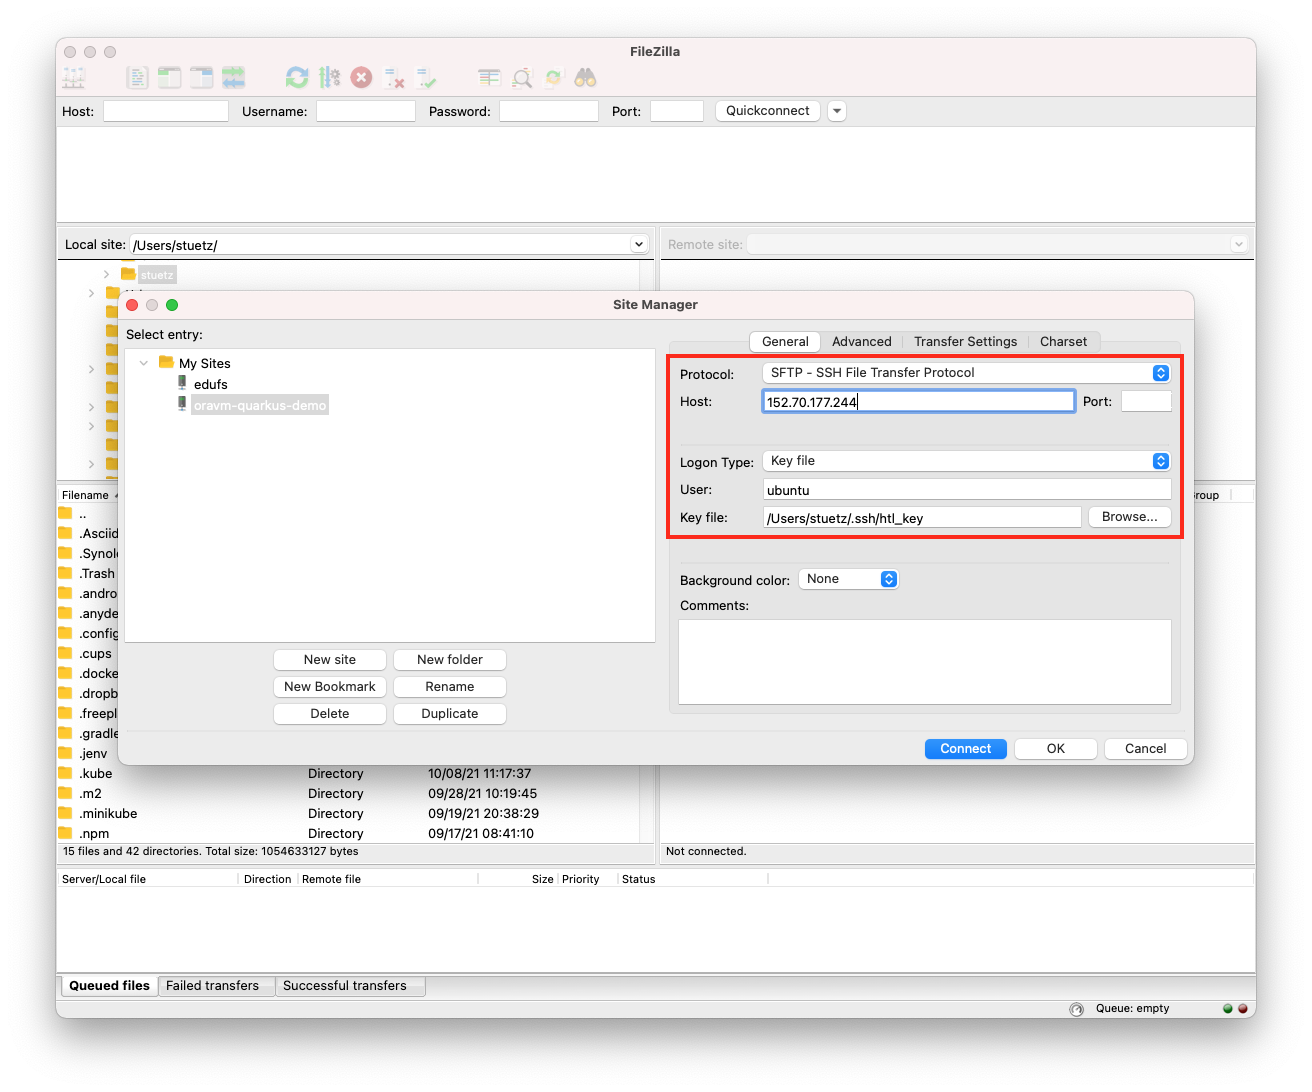 FileZilla
Host: Username: Password: Port: Quickconnect
Local site: /Users/stuetz/
Remote site:
stuetz
Site Manager
Select entry:
My Sites
edufs
oravm-quarkus-demo
New site New folder
New Bookmark Rename
Delete Duplicate
General Advanced Transfer Settings Charset
Protocol: SFTP - SSH File Transfer Protocol
Host: 152.70.177.244 Port:
Logon Type: Key file
User: ubuntu
Key file: /Users/stuetz/.ssh/htl_key Browse...
Background color: None
Comments:
Connect OK Cancel
Filename
roup
..
.Asciid
.Synol
.Trash
.andro
.anyde
.config
.cups
.docke
.dropb
.freepl
.gradle
.jenv
.kube Directory 10/08/21 11:17:37
.m2 Directory 09/28/21 10:19:45
.minikube Directory 09/19/21 20:38:29
.npm Directory 09/17/21 08:41:10
15 files and 42 directories. Total size: 1054633127 bytes
Not connected.
Server/Local file Direction Remote file Size Priority Status
Queued files Failed transfers Successful transfers
Queue: empty